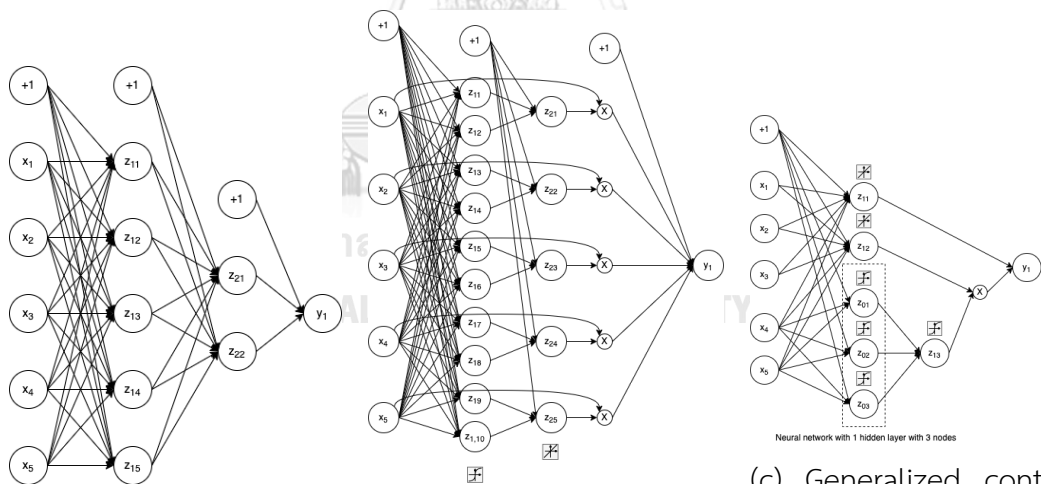 +1
+1
x1
z11
x2
z12
+1
x3
z13
z21
y1
x4
z14
z22
x5
z15
+1
+1
+1
x1
z11
z21
X
z12
x2
z13
z22
X
z14
x3
z15
z23
X
y1
z16
x4
z17
z24
X
z18
x5
z19
z25
X
z1,10
+1
x1
z11
x2
z12
x3
y1
X
x4
z01
x5
z02
z13
z03
Neural network with 1 hidden layer with 3 nodes
(c) Generalized cont